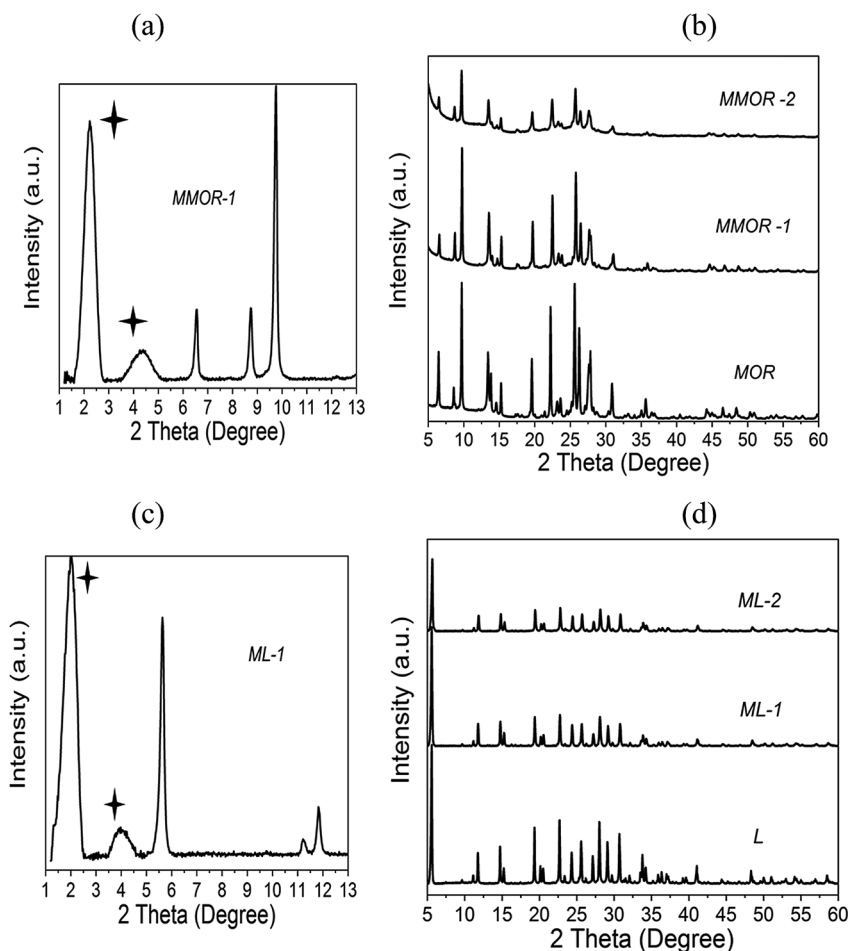 (a)
Intensity (a.u.)
MMOR-1
1 2 3 4 5 6 7 8 9 10 11 12 13
2 Theta (Degree)
(b)
Intensity (a.u.)
MMOR -2
MMOR -1
MOR
5 10 15 20 25 30 35 40 45 50 55 60
2 Theta (Degree)
(c)
Intensity (a.u.)
ML-1
1 2 3 4 5 6 7 8 9 10 11 12 13
2 Theta (Degree)
(d)
Intensity (a.u.)
ML-2
ML-1
L
5 10 15 20 25 30 35 40 45 50 55 60
2 Theta (Degree)